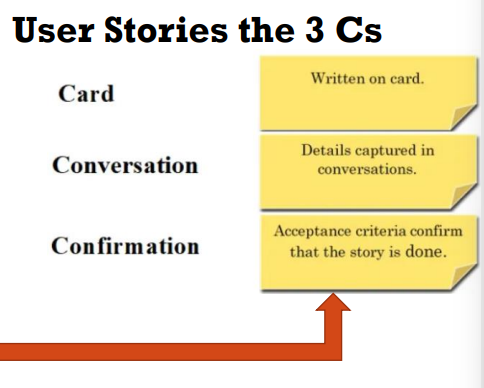 User Stories the 3 Cs
Card
Written on card.
Conversation
Details captured in
conversations.
Confirmation
Acceptance criteria confirm
that the story is done.